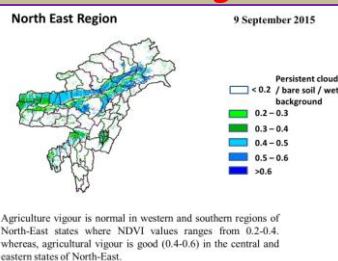 North East Region
9 September 2015
Persistent cloud
< 0.2 / bare soil / wet
background
0.2 – 0.3
0.3 – 0.4
0.4 – 0.5
0.5 – 0.6
>0.6
Agriculture vigour is normal in western and southern regions of
North-East states where NDVI values ranges from 0.2-0.4.
whereas, agricultural vigour is good (0.4-0.6) in the central and
eastern states of North-East.